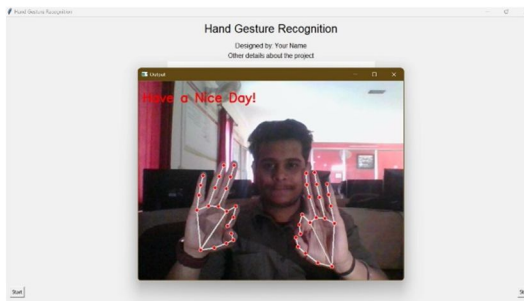 Hand Gesture Recognition
Hand Gesture Recognition
Designed by: Your Name
Other details about the project
Output
Have a Nice Day!
Start